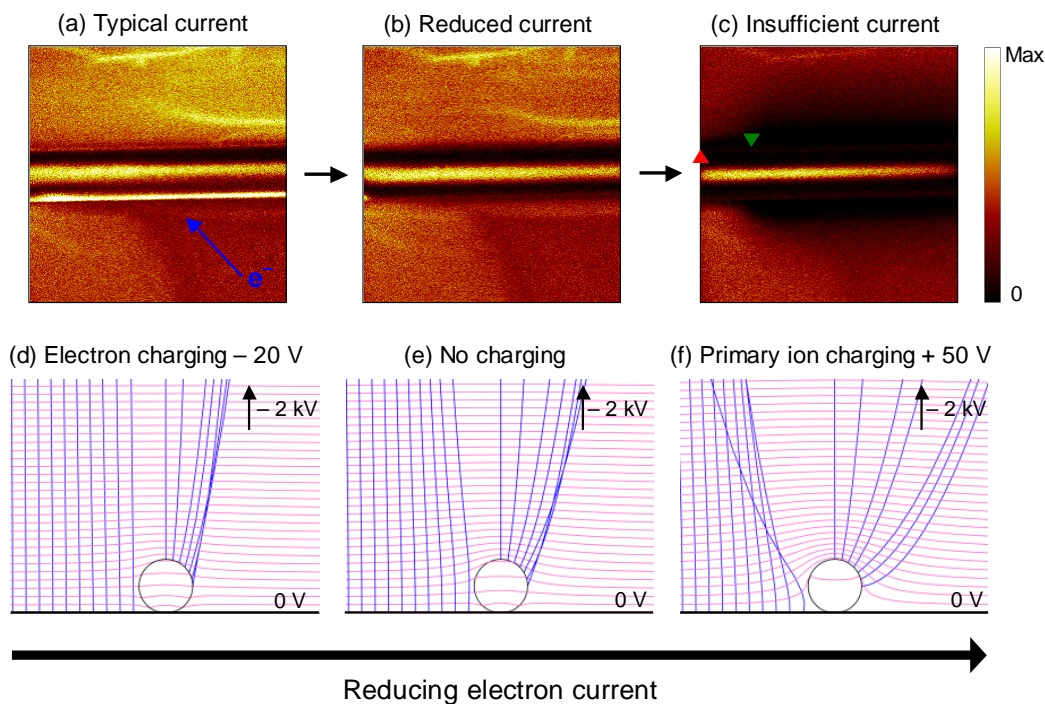 (a) Typical current
(b) Reduced current
(c) Insufficient current
Max
e⁻
0
(d) Electron charging – 20 V
(e) No charging
(f) Primary ion charging + 50 V
– 2 kV
– 2 kV
– 2 kV
0 V
0 V
0 V
Reducing electron current